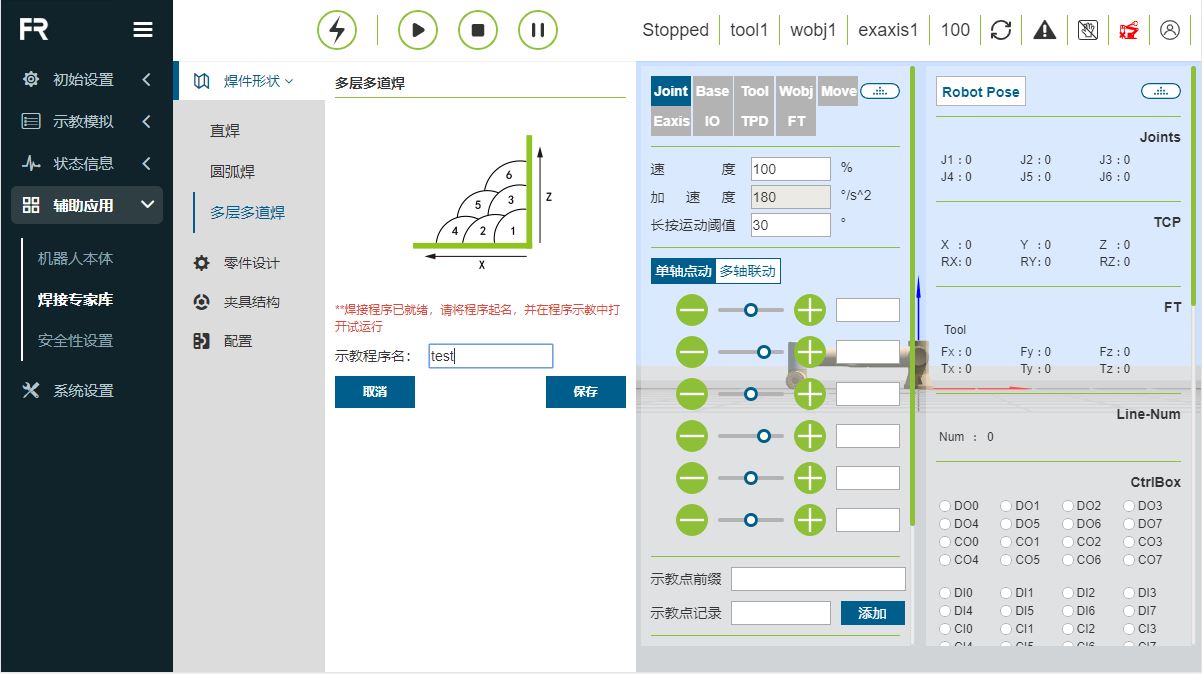 FR
Stopped tool1 wobj1 exaxis1 100
初始设置
示教模拟
状态信息
辅助应用
机器人本体
焊接专家库
安全性设置
系统设置
焊件形状
直焊
圆弧焊
多层多道焊
零件设计
夹具结构
配置
多层多道焊
6
5 3
4 2 1
Z
X
**焊接程序已就绪，请将程序起名，并在程序示教中打
开试运行
示教程序名： test
取消 保存
Joint Base Tool Wobj Move
Eaxis IO TPD FT
速 度 100 %
加 速 度 180 °/s^2
长按运动阈值 30 °
单轴点动 多轴联动
示教点前缀
示教点记录 添加
Robot Pose
Joints
J1 : 0 J2 : 0 J3 : 0
J4 : 0 J5 : 0 J6 : 0
TCP
X : 0 Y : 0 Z : 0
RX: 0 RY: 0 RZ: 0
FT
Tool
Fx : 0 Fy : 0 Fz : 0
Tx : 0 Ty : 0 Tz : 0
Line-Num
Num : 0
CtrlBox
DO0 DO1 DO2 DO3
DO4 DO5 DO6 DO7
CO0 CO1 CO2 CO3
CO4 CO5 CO6 CO7
DI0 DI1 DI2 DI3
DI4 DI5 DI6 DI7
CI0 CI1 CI2 CI3
CI4 CI5 CI6 CI7